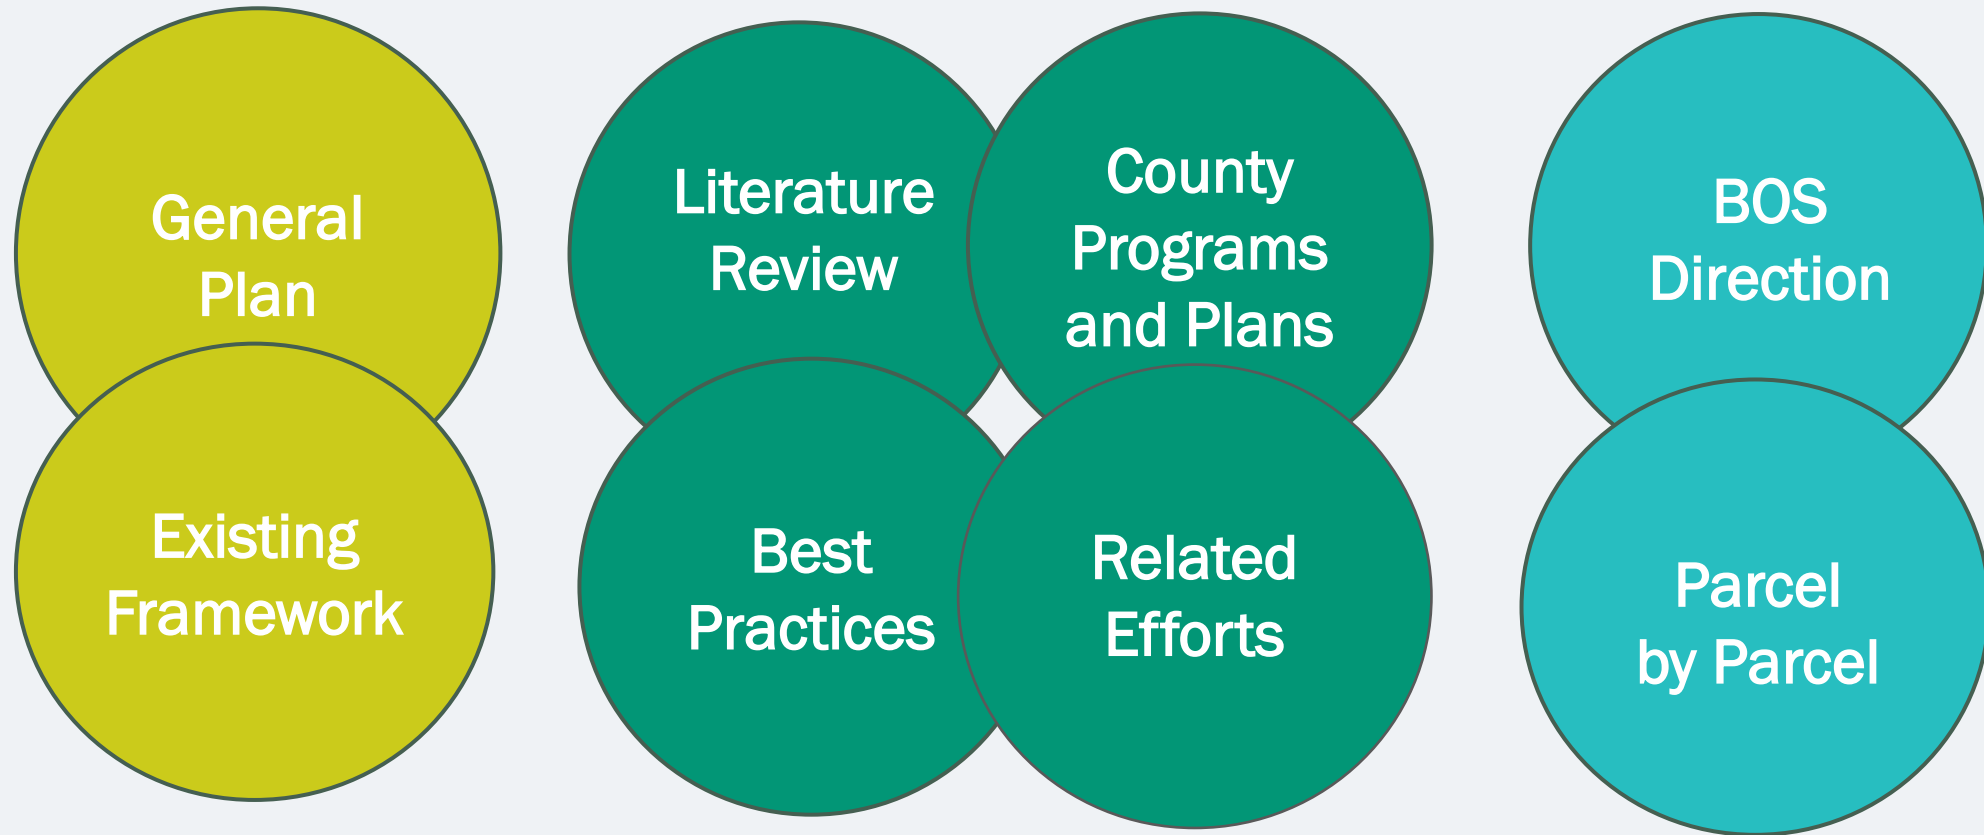 General
Plan
Existing
Framework
Literature
Review
County
Programs
and Plans
Best
Practices
Related
Efforts
BOS
Direction
Parcel
by Parcel